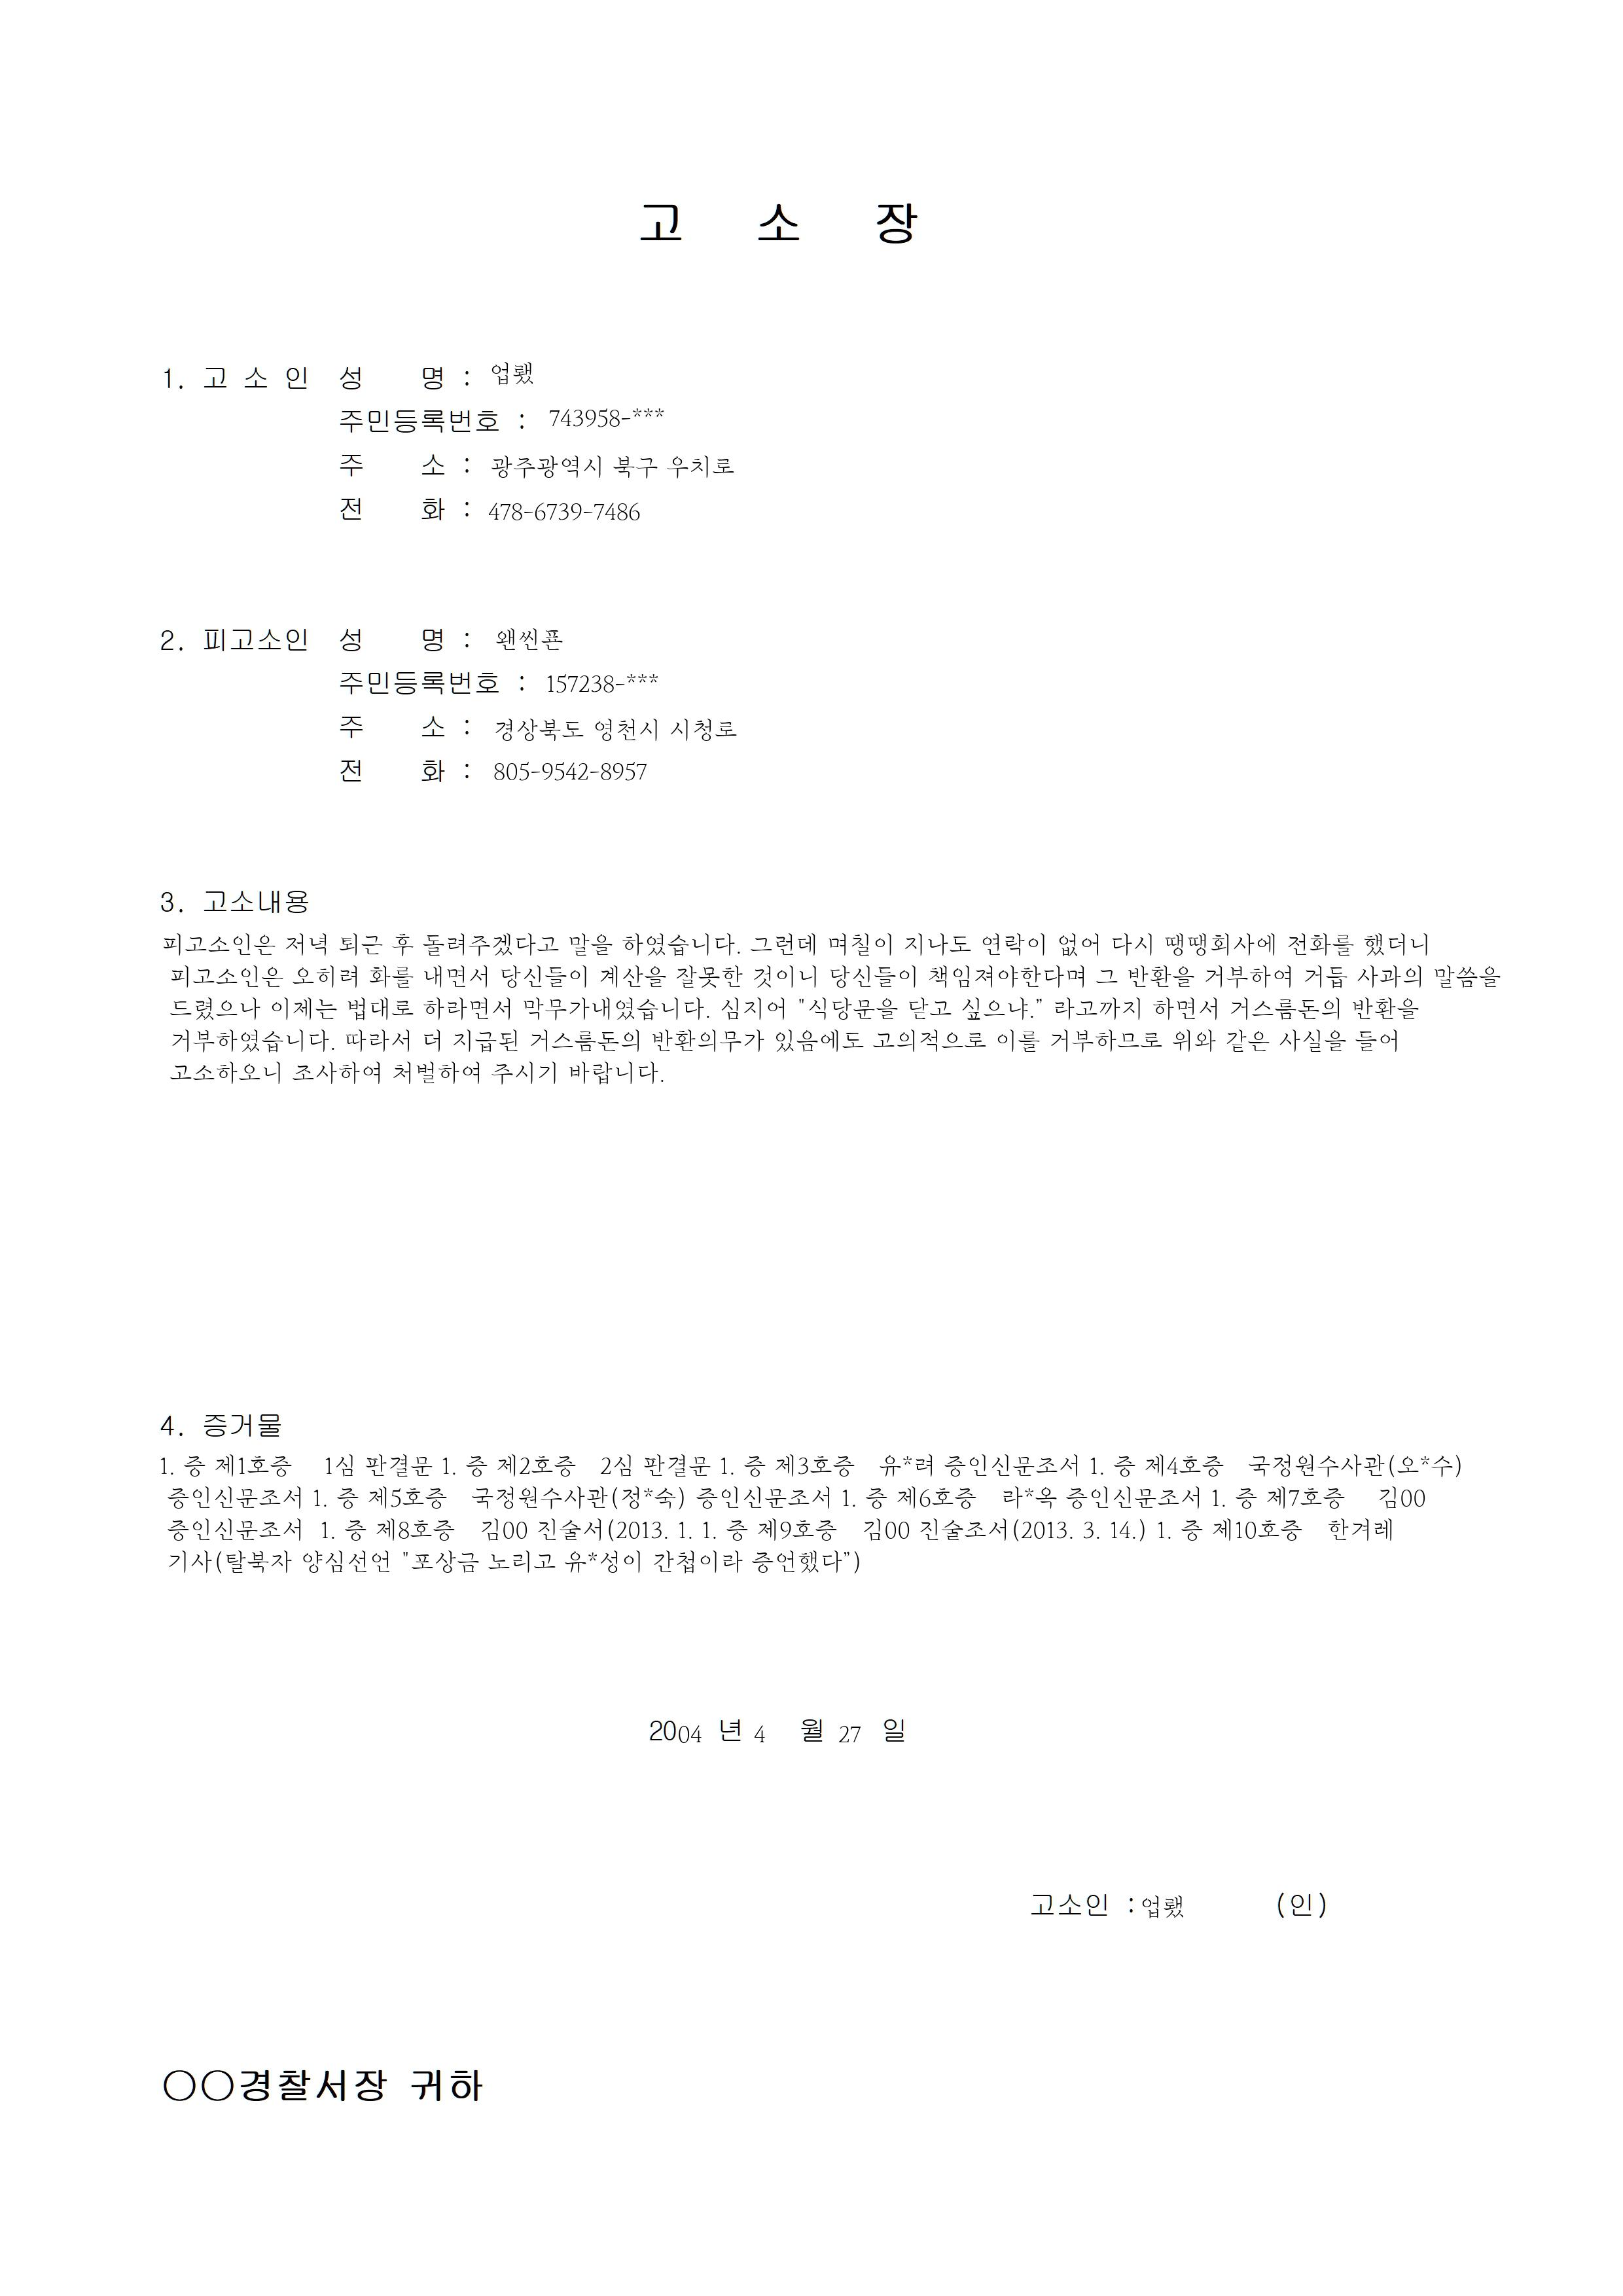 고 소 장
1. 고 소 인 성 명 : 업뢨
주민등록번호 : 743958-***
주 소 : 광주광역시 북구 우치로
전 화 : 478-6739-7486
2. 피고소인 성 명 : 왠씬푠
주민등록번호 : 157238-***
주 소 : 경상북도 영천시 시청로
전 화 : 805-9542-8957
3. 고소내용
피고소인은 저녁 퇴근 후 돌려주겠다고 말을 하였습니다. 그런데 며칠이 지나도 연락이 없어 다시 땡땡회사에 전화를 했더니
피고소인은 오히려 화를 내면서 당신들이 계산을 잘못한 것이니 당신들이 책임져야한다며 그 반환을 거부하여 거듭 사과의 말씀을
드렸으나 이제는 법대로 하라면서 막무가내였습니다. 심지어 "식당문을 닫고 싶으냐.” 라고까지 하면서 거스름돈의 반환을
거부하였습니다. 따라서 더 지급된 거스름돈의 반환의무가 있음에도 고의적으로 이를 거부하므로 위와 같은 사실을 들어
고소하오니 조사하여 처벌하여 주시기 바랍니다.
4. 증거물
1. 증 제1호증 1심 판결문 1. 증 제2호증 2심 판결문 1. 증 제3호증 유*려 증인신문조서 1. 증 제4호증 국정원수사관(오*수)
증인신문조서 1. 증 제5호증 국정원수사관(정*숙) 증인신문조서 1. 증 제6호증 라*옥 증인신문조서 1. 증 제7호증 김00
증인신문조서 1. 증 제8호증 김00 진술서(2013. 1. 1. 증 제9호증 김00 진술조서(2013. 3. 14.) 1. 증 제10호증 한겨레
기사(탈북자 양심선언 "포상금 노리고 유*성이 간첩이라 증언했다”)
2004 년 4 월 27 일
고소인 : 업뢨 (인)
○○경찰서장 귀하